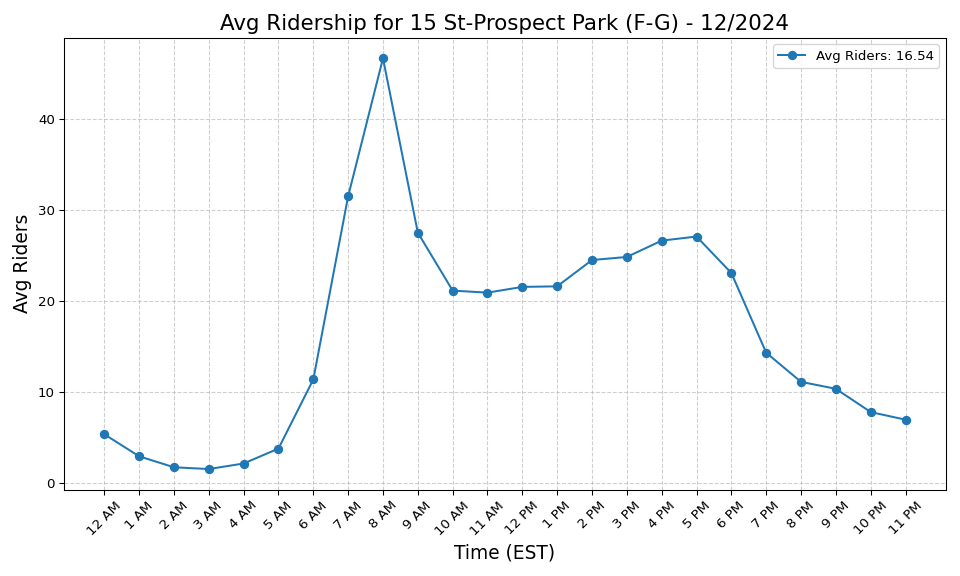 Avg Ridership for 15 St-Prospect Park (F-G) - 12/2024
Avg Riders: 16.54
Avg Riders
40
30
20
10
0
12 AM 1 AM 2 AM 3 AM 4 AM 5 AM 6 AM 7 AM 8 AM 9 AM 10 AM 11 AM 12 PM 1 PM 2 PM 3 PM 4 PM 5 PM 6 PM 7 PM 8 PM 9 PM 10 PM 11 PM
Time (EST)